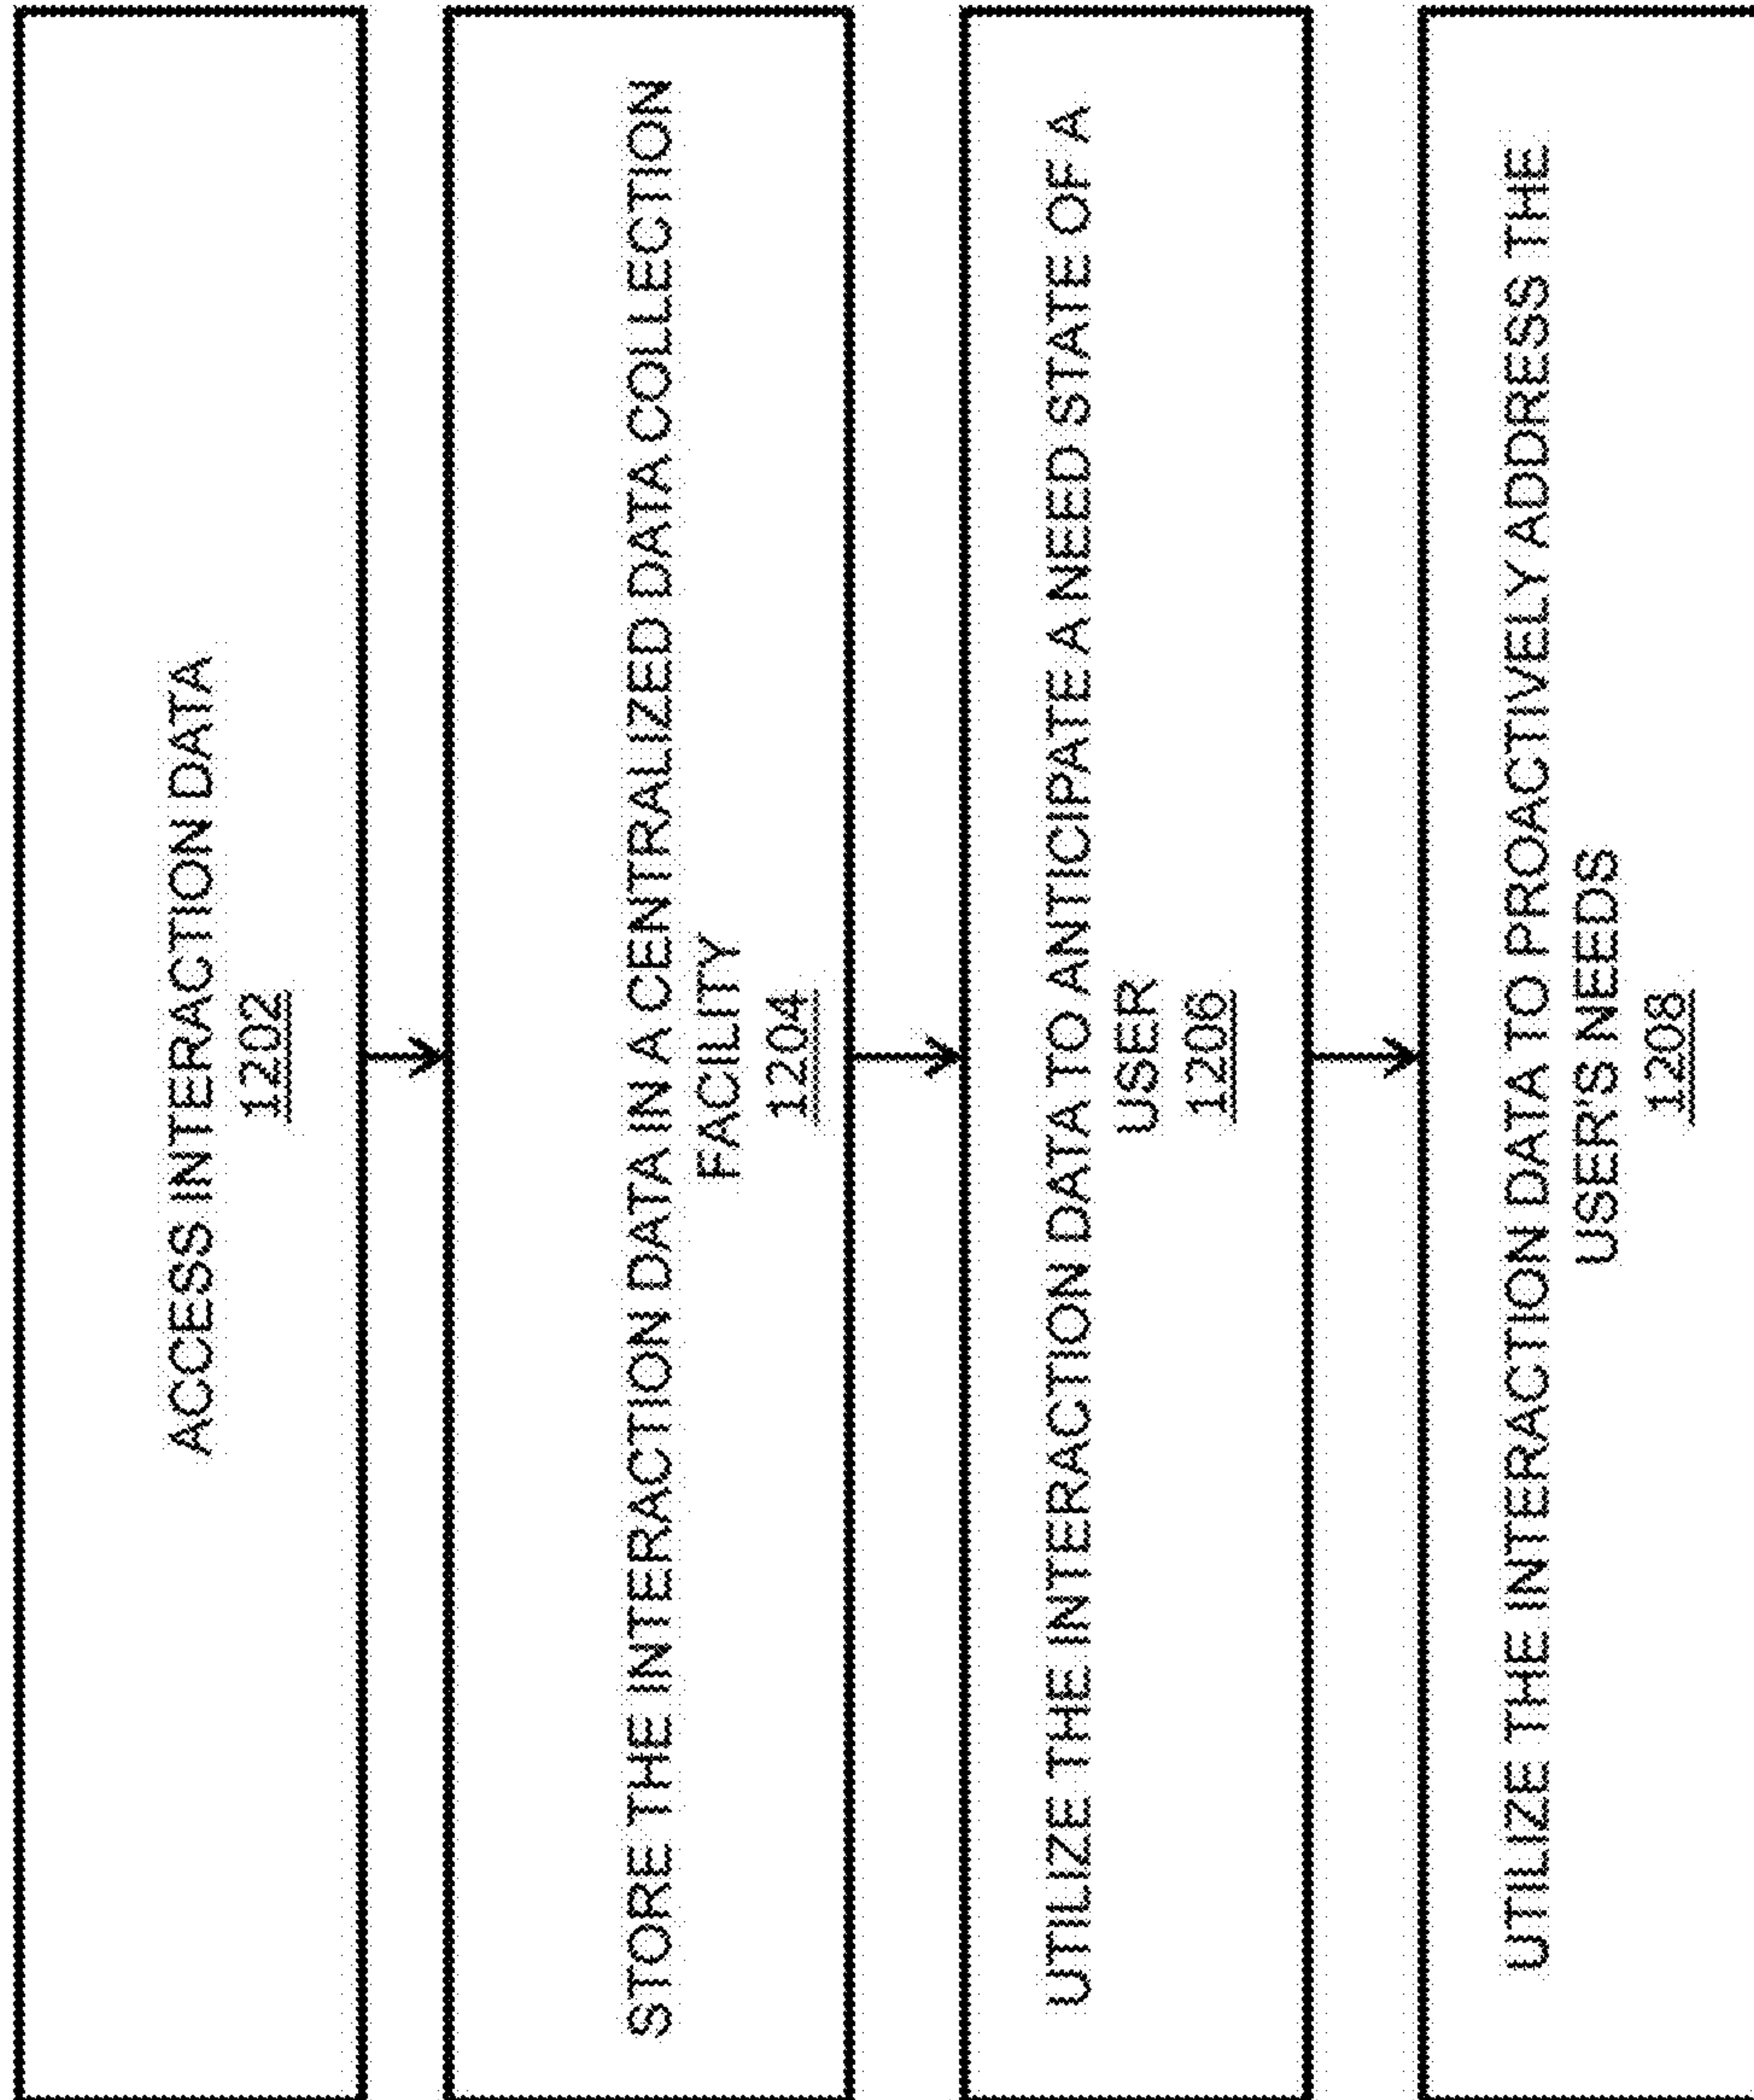 ACCESS INTERACTION DATA
1202
STORE THE INTERACTION DATA IN A CENTRALIZED DATA COLLECTION
FACILITY
1204
UTILIZE THE INTERACTION DATA TO ANTICIPATE A NEED STATE OF A
USER
1206
UTILIZE THE INTERACTION DATA TO PROACTIVELY ADDRESS THE
USER'S NEEDS
1208